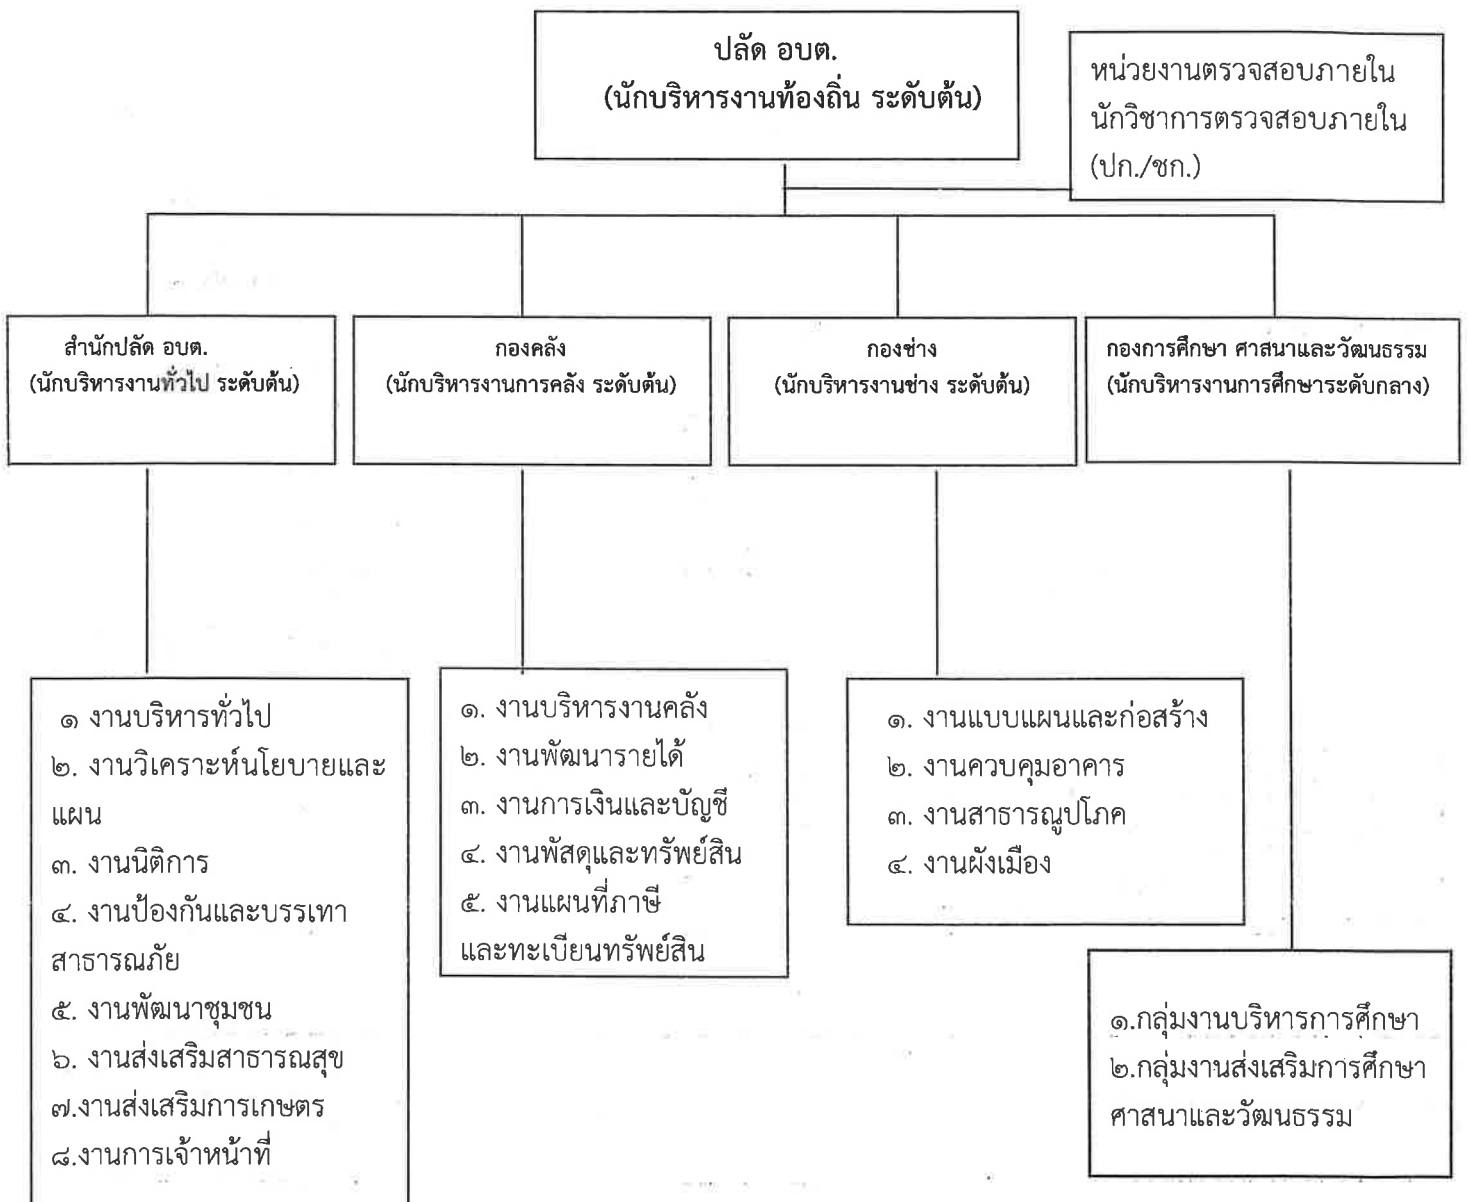 ปลัด อบต.
(นักบริหารงานท้องถิ่น ระดับต้น)
หน่วยงานตรวจสอบภายใน
นักวิชาการตรวจสอบภายใน
(ปก./ชก.)
สำนักปลัด อบต.
(นักบริหารงานทั่วไป ระดับต้น)
กองคลัง
(นักบริหารงานการคลัง ระดับต้น)
กองช่าง
(นักบริหารงานช่าง ระดับต้น)
กองการศึกษา ศาสนาและวัฒนธรรม
(นักบริหารงานการศึกษาระดับกลาง)
๑ งานบริหารทั่วไป
๒. งานวิเคราะห์นโยบายและ
แผน
๓. งานนิติการ
๔. งานป้องกันและบรรเทา
สาธารณภัย
๕. งานพัฒนาชุมชน
๖. งานส่งเสริมสาธารณสุข
๗.งานส่งเสริมการเกษตร
๘.งานการเจ้าหน้าที่
๑. งานบริหารงานคลัง
๒. งานพัฒนารายได้
๓. งานการเงินและบัญชี
๔. งานพัสดุและทรัพย์สิน
๕. งานแผนที่ภาษี
และทะเบียนทรัพย์สิน
๑. งานแบบแผนและก่อสร้าง
๒. งานควบคุมอาคาร
๓. งานสาธารณูปโภค
๔. งานผังเมือง
๑.กลุ่มงานบริหารการศึกษา
๒.กลุ่มงานส่งเสริมการศึกษา
ศาสนาและวัฒนธรรม